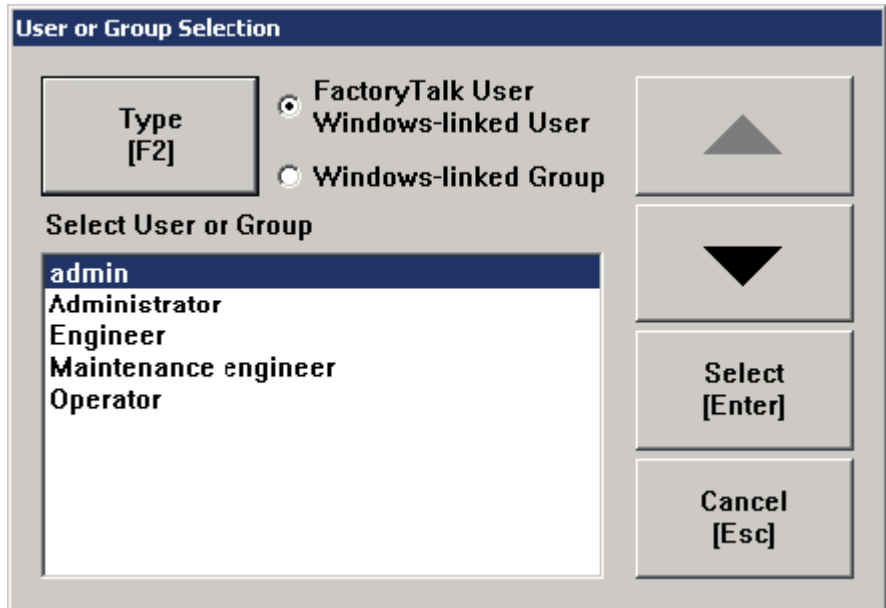 User or Group Selection
Type
[F2]
FactoryTalk User
Windows-linked User
Windows-linked Group
Select User or Group
admin
Administrator
Engineer
Maintenance engineer
Operator
Select
[Enter]
Cancel
[Esc]